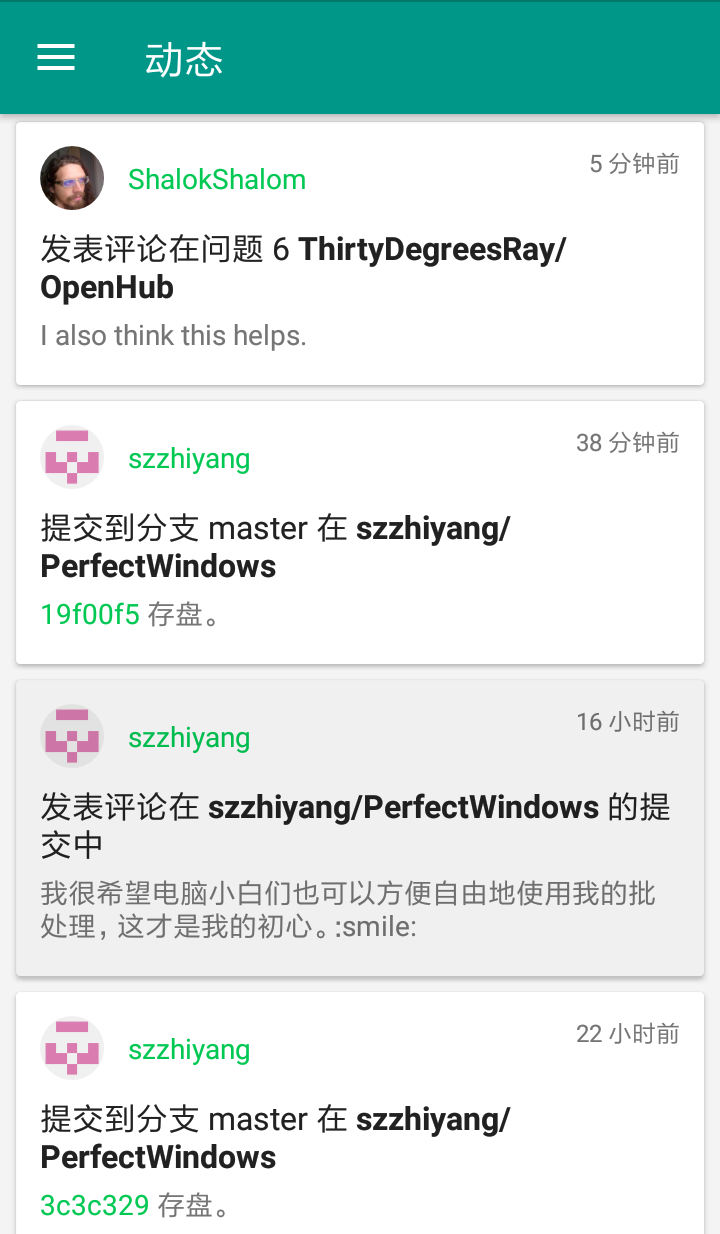 动态
ShalokShalom
5 分钟前
发表评论在问题 6 ThirtyDegreesRay/
OpenHub
I also think this helps.
szzhiyang
38 分钟前
提交到分支 master 在 szzhiyang/
PerfectWindows
19f00f5 存盘。
szzhiyang
16 小时前
发表评论在 szzhiyang/PerfectWindows 的提
交中
我很希望电脑小白们也可以方便自由地使用我的批
处理，这才是我的初心。:smile:
szzhiyang
22 小时前
提交到分支 master 在 szzhiyang/
PerfectWindows
3c3c329 存盘。